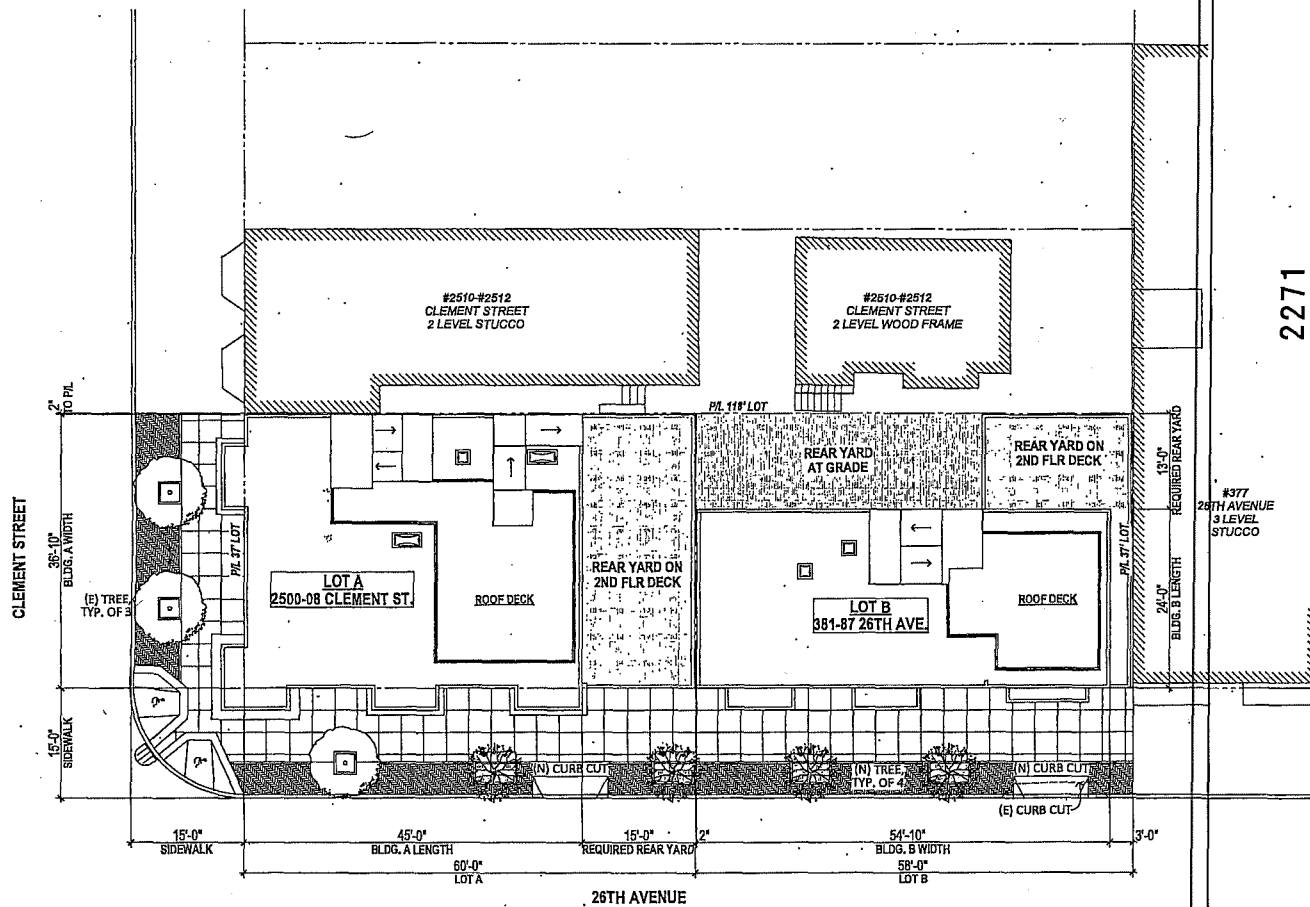 #2510-#2512
CLEMENT STREET
2 LEVEL STUCCO
#2510-#2512
CLEMENT STREET
2 LEVEL WOOD FRAME
2271
2"
TO P/L
P/L 118' LOT
REAR YARD
AT GRADE
REAR YARD ON
2ND FLR DECK
13'-0"
REQUIRED REAR YARD
#377
26TH AVENUE
3 LEVEL
STUCCO
CLEMENT STREET
36'-10"
BLDG. A WIDTH
P/L 37' LOT
(E) TREE,
TYP. OF 3
LOT A
2500-08 CLEMENT ST.
ROOF DECK
REAR YARD ON
2ND FLR DECK
LOT B
381-87 26TH AVE.
ROOF DECK
P/L 37' LOT
24'-0"
BLDG. B LENGTH
15'-0"
SIDEWALK
(N) CURB CUT
(N) TREE,
TYP. OF 4
(N) CURB CUT
(E) CURB CUT
15'-0"
SIDEWALK
45'-0"
BLDG. A LENGTH
15'-0"
REQUIRED REAR YARD
2"
54'-10"
BLDG. B WIDTH
3'-0"
60'-0"
LOT A
58'-0"
LOT B
26TH AVENUE